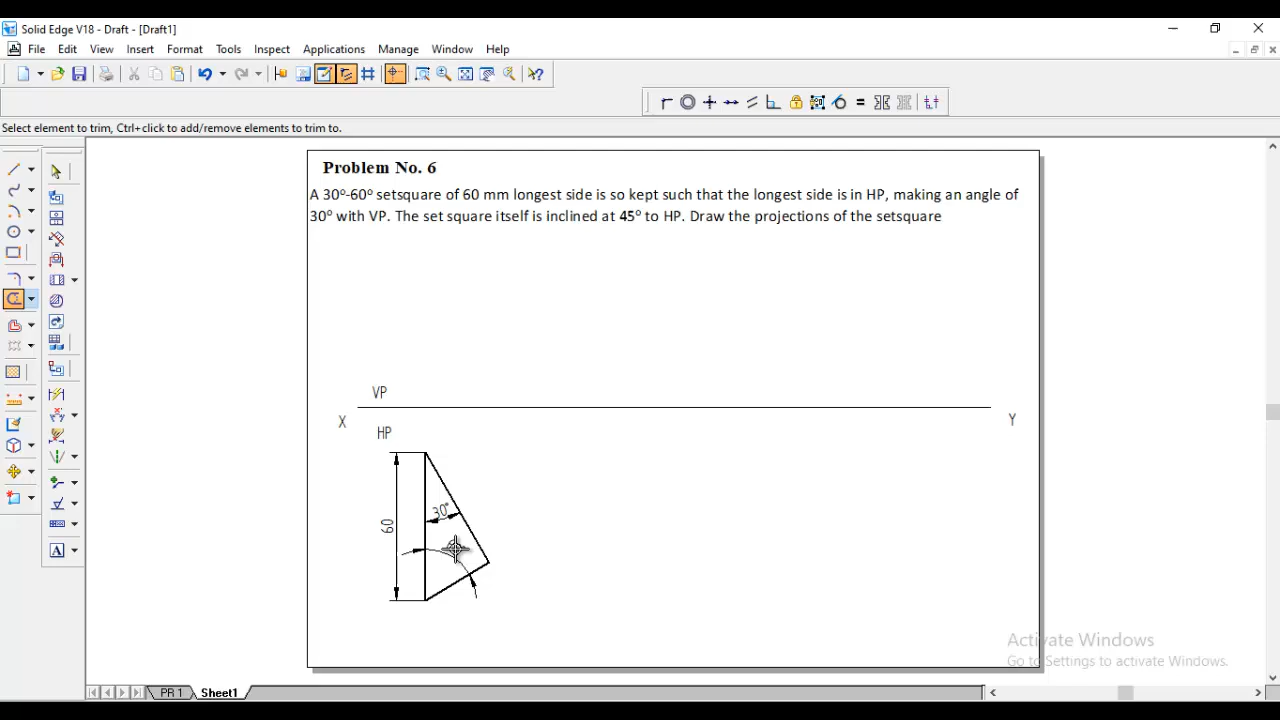 Solid Edge V18 - Draft - [Draft1]
File Edit View Insert Format Tools Inspect Applications Manage Window Help
Select element to trim, Ctrl+click to add/remove elements to trim to.
Problem No. 6
A 30⁰-60⁰ setsquare of 60 mm longest side is so kept such that the longest side is in HP, making an angle of
30⁰ with VP. The set square itself is inclined at 45⁰ to HP. Draw the projections of the setsquare
VP
X
Y
HP
30°
60
A
Activate Windows
Go to Settings to activate Windows.
PR 1 Sheet1